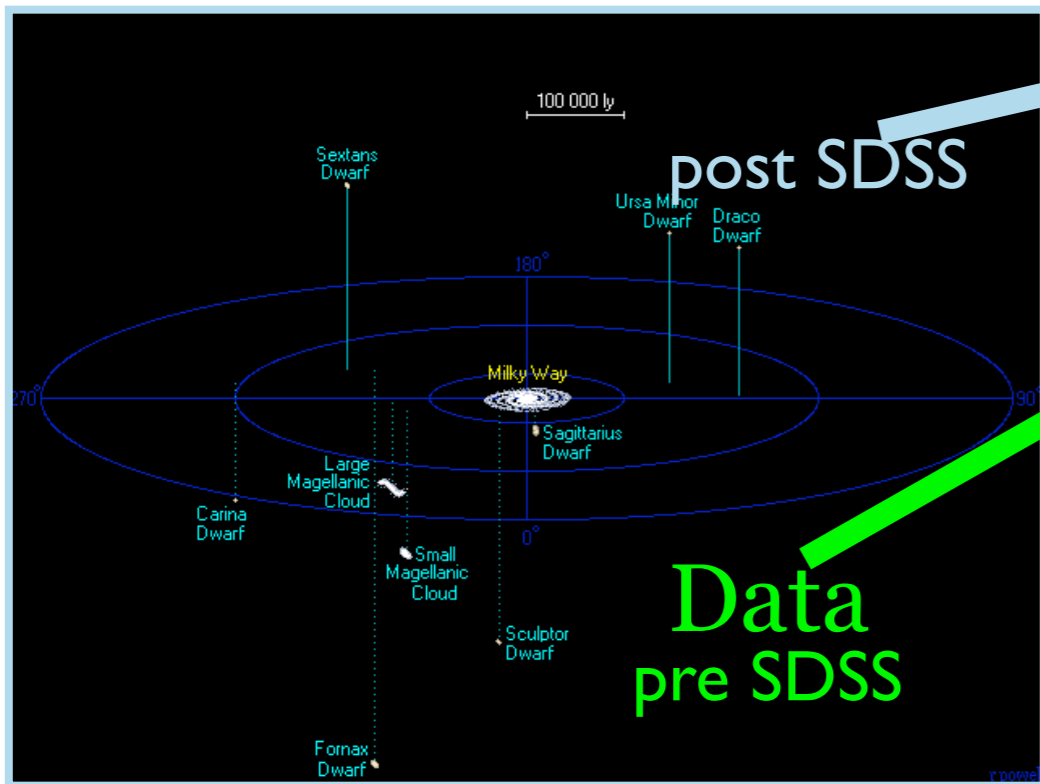 100 000 ly
Sextans
Dwarf
post SDSS
Ursa Minor
Dwarf
Draco
Dwarf
180°
Milky Way
270°
90°
Sagittarius
Dwarf
Large
Magellanic
Cloud
Carina
Dwarf
0°
Small
Magellanic
Cloud
Data
pre SDSS
Sculptor
Dwarf
Fornax
Dwarf
r powel